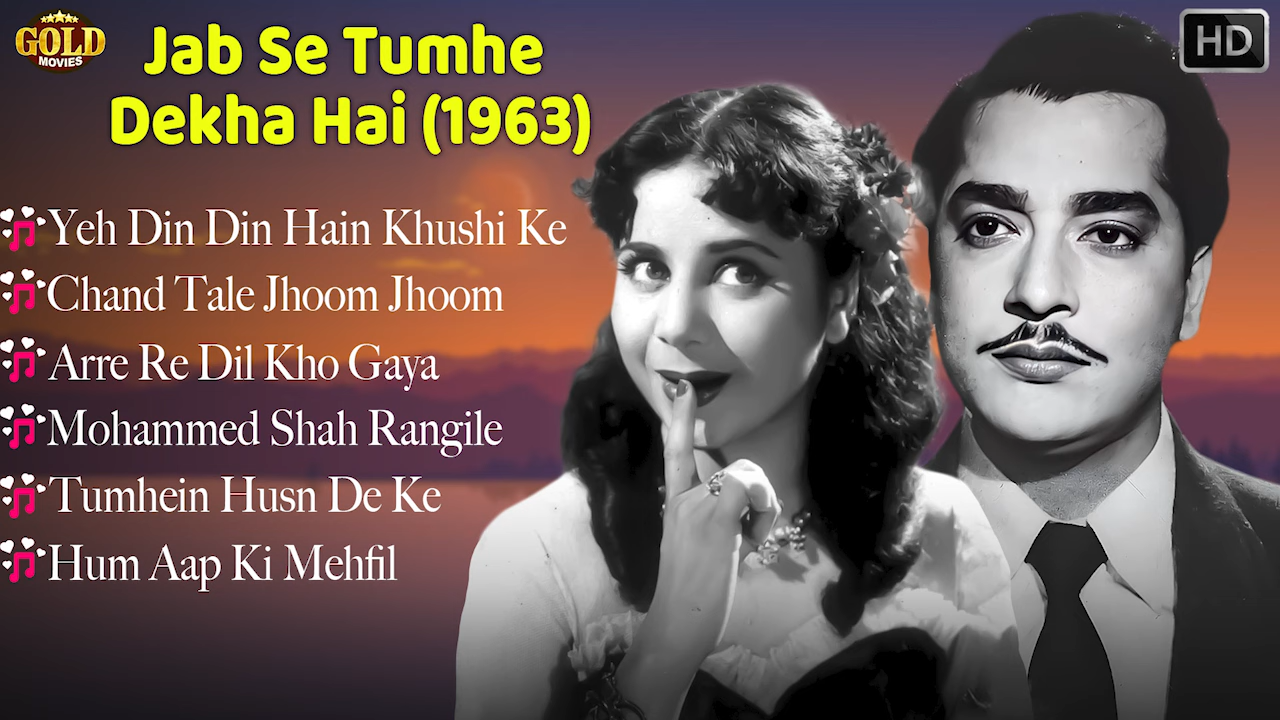 GOLD
MOVIES
Jab Se Tumhe
Dekha Hai (1963)
HD
Yeh Din Din Hain Khushi Ke
Chand Tale Jhoom Jhoom
Arre Re Dil Kho Gaya
Mohammed Shah Rangile
Tumhein Husn De Ke
Hum Aap Ki Mehfil